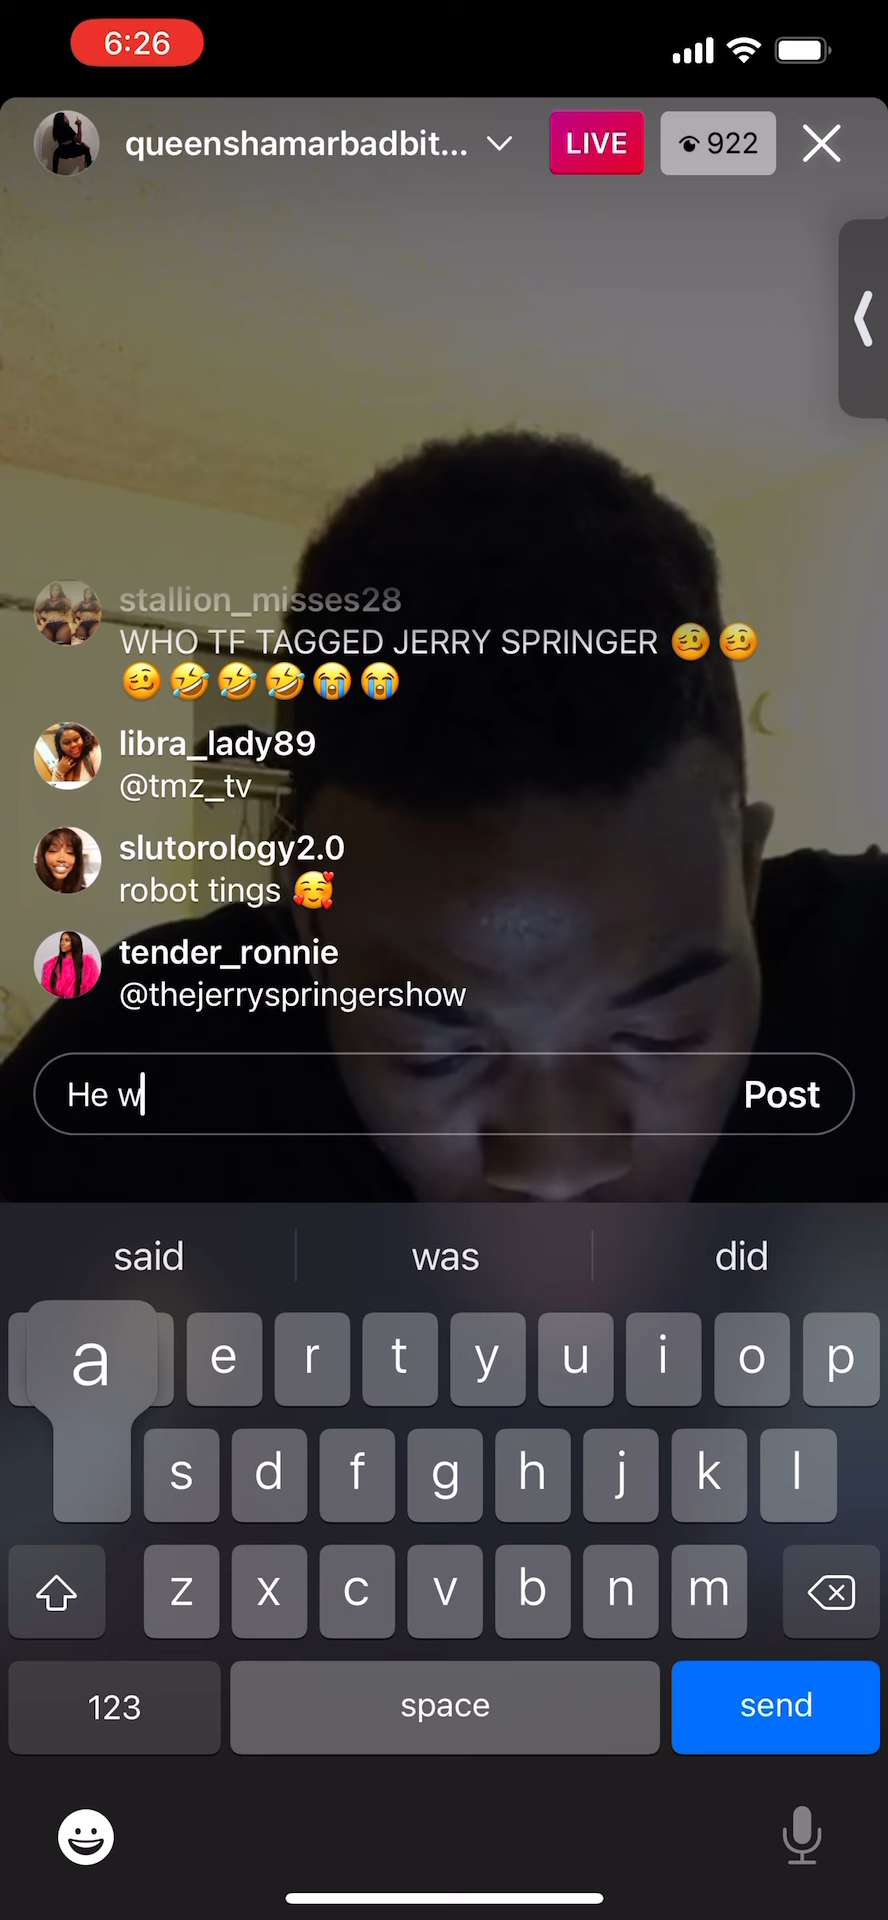 6:26
queenshamarbadbit...
LIVE
922
stallion_misses28
WHO TF TAGGED JERRY SPRINGER 🥴🥴
🥴🤣🤣🤣😭😭
libra_lady89
@tmz_tv
slutorology2.0
robot tings 🥰
tender_ronnie
@thejerryspringershow
He w
Post
said was did
a e r t y u i o p
s d f g h j k l
z x c v b n m
123 space send